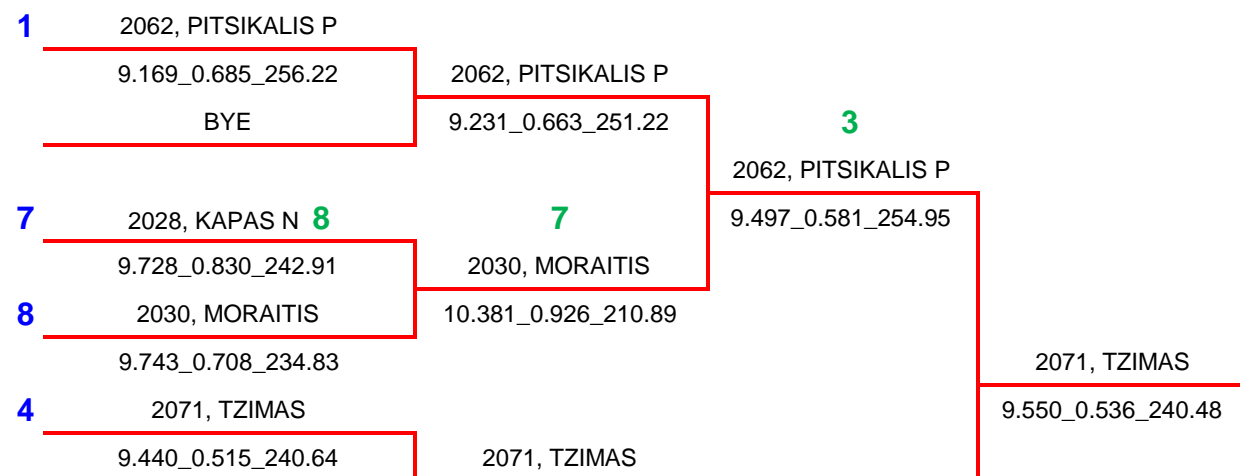 1 2062, PITSIKALIS P
9.169_0.685_256.22 2062, PITSIKALIS P
BYE 9.231_0.663_251.22 3
2062, PITSIKALIS P
7 2028, KAPAS N 8 7 9.497_0.581_254.95
9.728_0.830_242.91 2030, MORAITIS
8 2030, MORAITIS 10.381_0.926_210.89
9.743_0.708_234.83 2071, TZIMAS
4 2071, TZIMAS 9.550_0.536_240.48
9.440_0.515_240.64 2071, TZIMAS